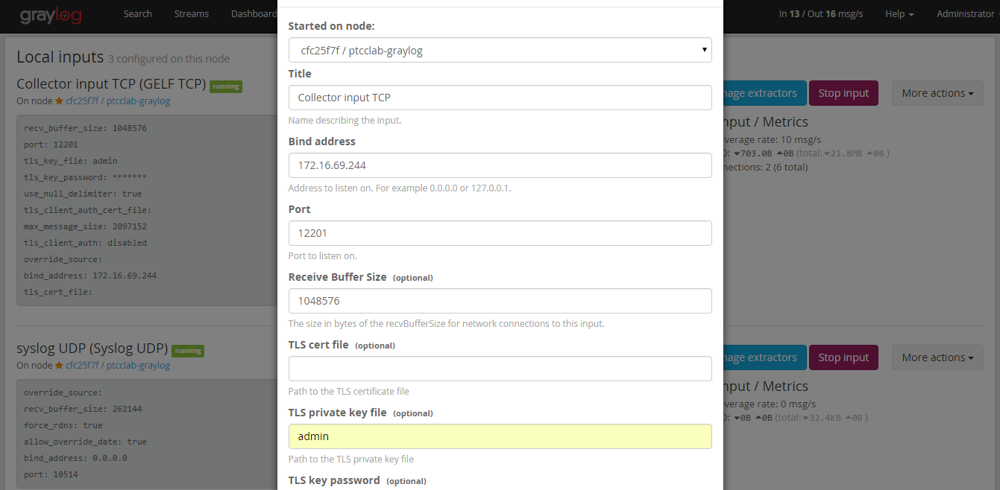 graylog Search Streams Dashboard In 13 / Out 16 msg/s Help Administrator
Local inputs 3 configured on this node
Collector input TCP (GELF TCP) running
On node cfc25f7f / ptcclab-graylog
recv_buffer_size: 1048576
port: 12201
tls_key_file: admin
tls_key_password: *******
use_null_delimiter: true
tls_client_auth_cert_file:
max_message_size: 2097152
tls_client_auth: disabled
override_source:
bind_address: 172.16.69.244
tls_cert_file:
syslog UDP (Syslog UDP) running
On node cfc25f7f / ptcclab-graylog
override_source:
recv_buffer_size: 262144
force_rdns: true
allow_override_date: true
bind_address: 0.0.0.0
port: 10514
Started on node:
cfc25f7f / ptcclab-graylog
Title
Collector input TCP
Name describing the input.
Bind address
172.16.69.244
Address to listen on. For example 0.0.0.0 or 127.0.0.1.
Port
12201
Port to listen on.
Receive Buffer Size (optional)
1048576
The size in bytes of the recvBufferSize for network connections to this input.
TLS cert file (optional)
Path to the TLS certificate file
TLS private key file (optional)
admin
Path to the TLS private key file
TLS key password (optional)
nage extractors Stop input More actions
nput / Metrics
verage rate: 10 msg/s
O: 703.0B 0B (total: 21.8MB 0B )
nections: 2 (6 total)
nage extractors Stop input More actions
nput / Metrics
verage rate: 0 msg/s
O: 0B 0B (total: 32.4KB 0B )